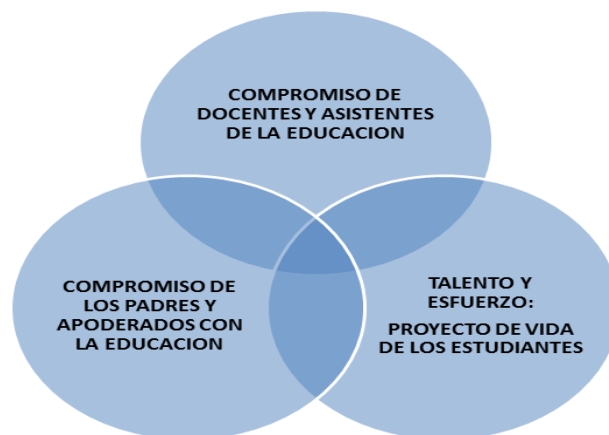 COMPROMISO DE
DOCENTES Y ASISTENTES
DE LA EDUCACION
COMPROMISO DE
LOS PADRES Y
APODERADOS CON
LA EDUCACION
TALENTO Y
ESFUERZO:
PROYECTO DE VIDA
DE LOS ESTUDIANTES